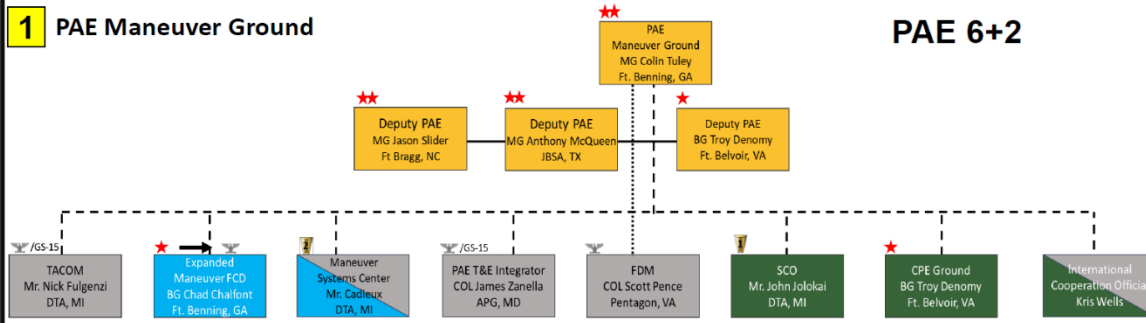 1 PAE Maneuver Ground
PAE 6+2
PAE
Maneuver Ground
MG Colin Tuley
Ft. Benning, GA
Deputy PAE
MG Jason Slider
Ft Bragg, NC
Deputy PAE
MG Anthony McQueen
JBSA, TX
Deputy PAE
BG Troy Denomy
Ft. Belvoir, VA
/GS-15
TACOM
Mr. Nick Fulgenzi
DTA, MI
Expanded
Maneuver FCD
BG Chad Chalfont
Ft. Benning, GA
2
Maneuver
Systems Center
Mr. Cadieux
DTA, MI
/GS-15
PAE T&E Integrator
COL James Zanella
APG, MD
FDM
COL Scott Pence
Pentagon, VA
1
SCO
Mr. John Jolokai
DTA, MI
CPE Ground
BG Troy Denomy
Ft. Belvoir, VA
International
Cooperation Official
Kris Wells